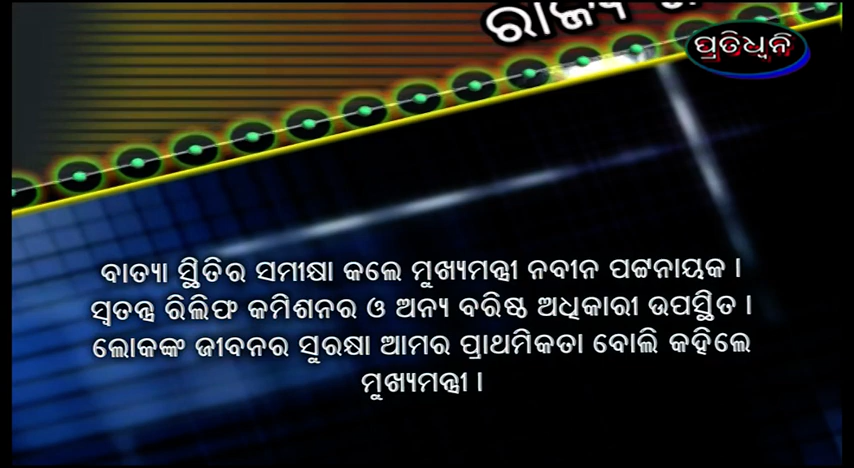 ରାଜ୍ୟ
ପ୍ରତିଧ୍ୱନି
ବାତ୍ୟା ସ୍ଥିତିର ସମୀକ୍ଷା କଲେ ମୁଖ୍ୟମନ୍ତ୍ରୀ ନବୀନ ପଟ୍ଟନାୟକ ।
ସ୍ୱତନ୍ତ୍ର ରିଲିଫ କମିଶନର ଓ ଅନ୍ୟ ବରିଷ୍ଠ ଅଧିକାରୀ ଉପସ୍ଥିତ ।
ଲୋକଙ୍କ ଜୀବନର ସୁରକ୍ଷା ଆମର ପ୍ରାଥମିକତା ବୋଲି କହିଲେ
ମୁଖ୍ୟମନ୍ତ୍ରୀ ।